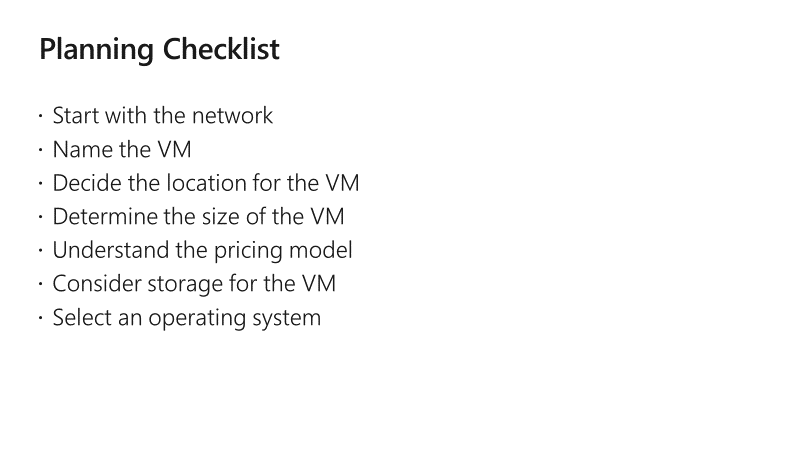 Planning Checklist
· Start with the network
· Name the VM
· Decide the location for the VM
· Determine the size of the VM
· Understand the pricing model
· Consider storage for the VM
· Select an operating system